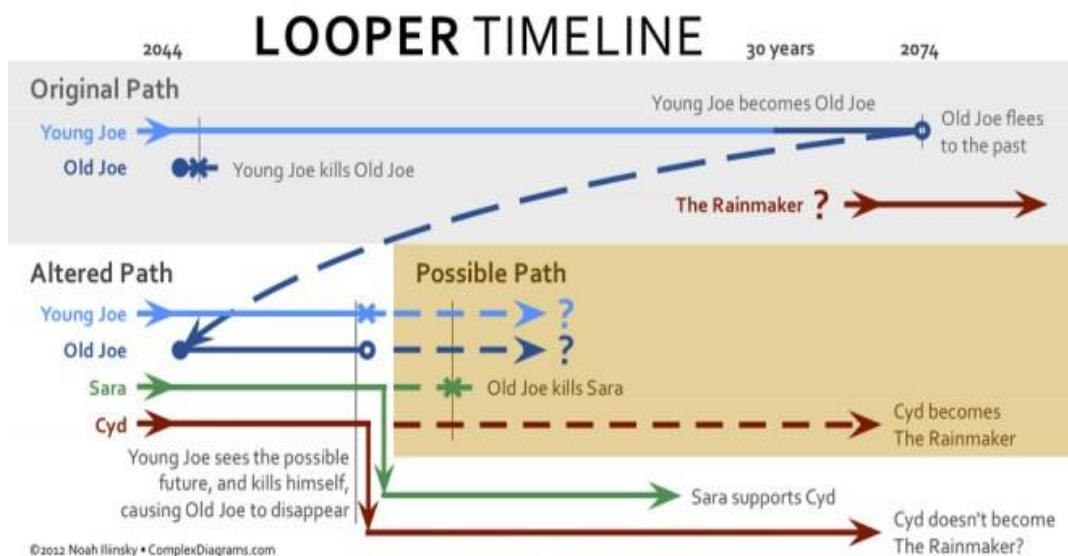 LOOPER TIMELINE
2044
30 years
2074
Original Path
Young Joe becomes Old Joe
Young Joe
Old Joe flees
to the past
Old Joe
Young Joe kills Old Joe
The Rainmaker ?
Altered Path
Possible Path
Young Joe
?
Old Joe
?
Sara
Old Joe kills Sara
Cyd
Cyd becomes
The Rainmaker
Young Joe sees the possible
future, and kills himself,
causing Old Joe to disappear
Sara supports Cyd
Cyd doesn't become
The Rainmaker?
©2012 Noah Iliinsky • ComplexDiagrams.com